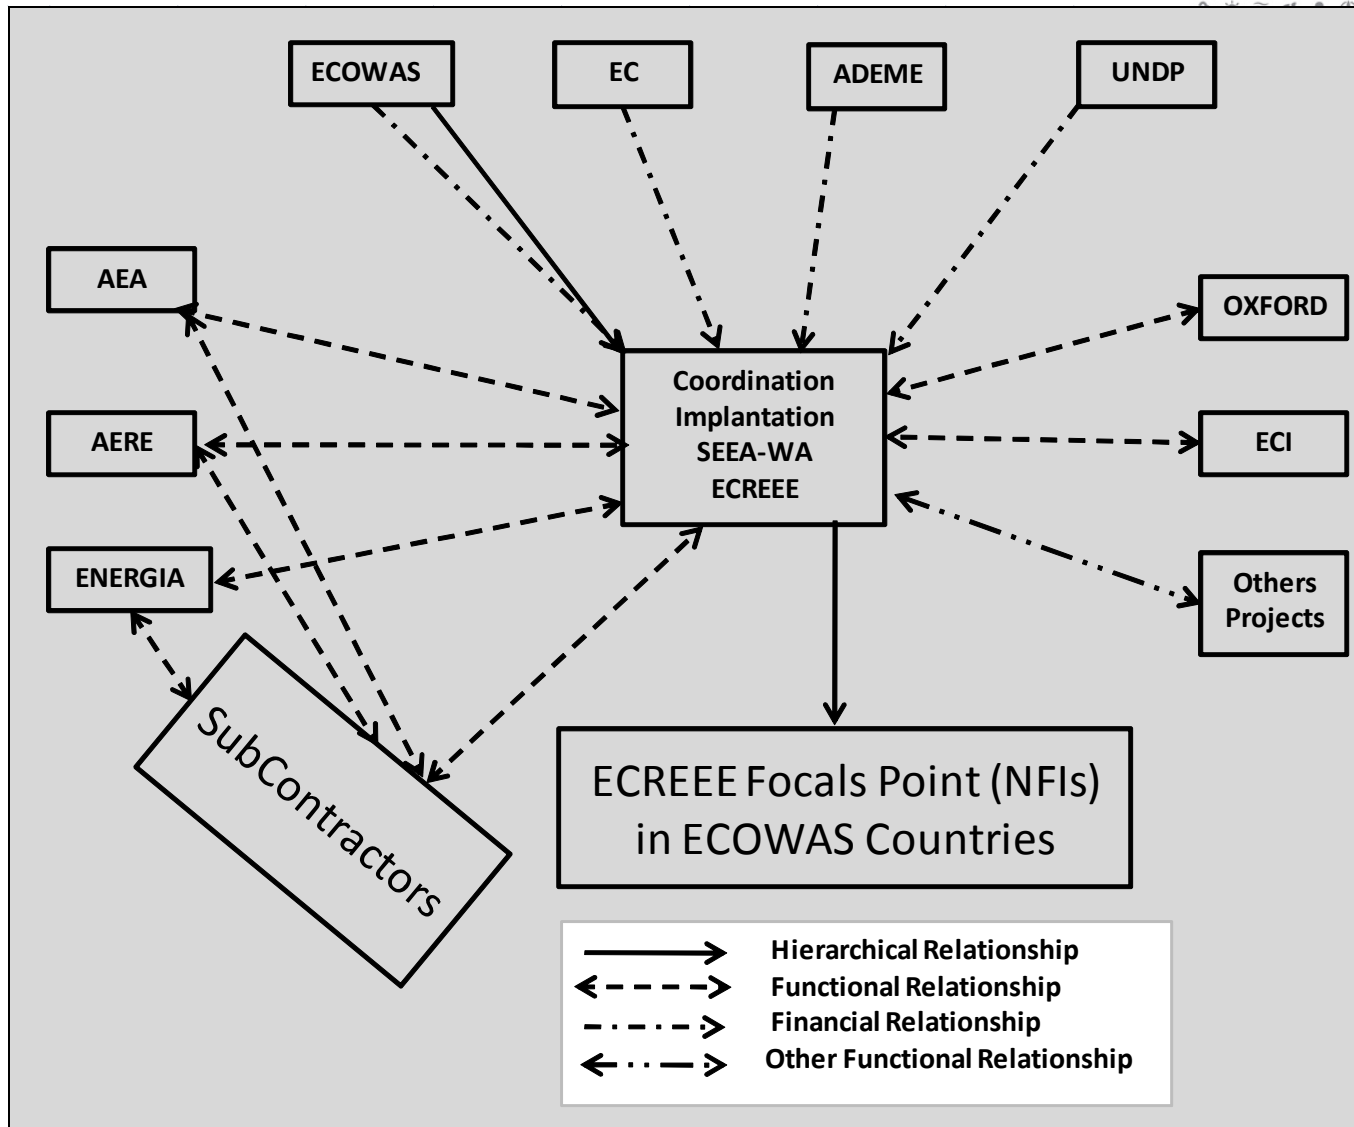 ECOWAS
EC
ADEME
UNDP
AEA
OXFORD
Coordination
Implantation
SEEA-WA
ECREEE
AERE
ECI
ENERGIA
Others
Projects
SubContractors
ECREEE Focals Point (NFIs)
in ECOWAS Countries
Hierarchical Relationship
Functional Relationship
Financial Relationship
Other Functional Relationship